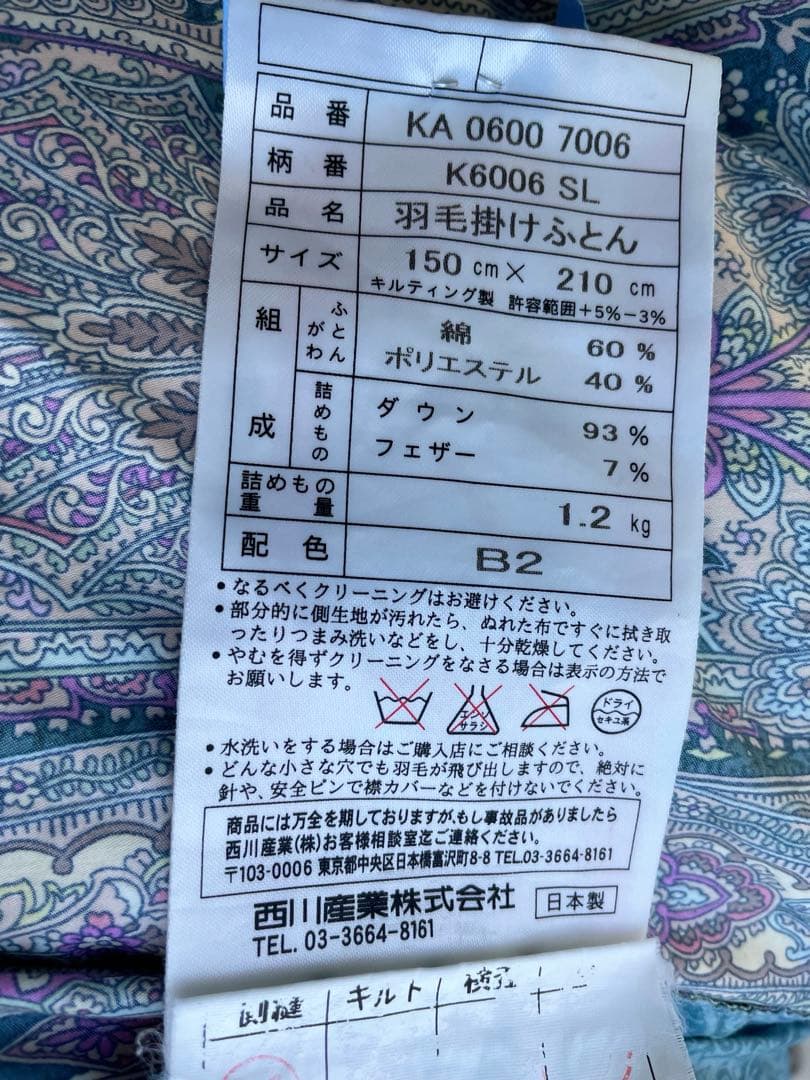 品番 KA 0600 7006
柄番 K6006 SL
品名 羽毛掛けふとん
サイズ 150 cm × 210 cm
キルティング製 許容範囲+5%-3%
組成 ふとんがわ 綿 60 %
ポリエステル 40 %
詰めもの ダウン 93 %
フェザー 7 %
詰めもの重量 1.2 kg
配色 B2
•なるべくクリーニングはお避けください。
•部分的に側生地が汚れたら、ぬれた布ですぐに拭き取
ったりつまみ洗いなどをし、十分乾燥してください。
•やむを得ずクリーニングをなさる場合は表示の方法で
お願いします。
エンソ
サラシ
ドライ
セキユ系
•水洗いをする場合はご購入店にご相談ください。
•どんな小さな穴でも羽毛が飛び出しますので、絶対に
針や、安全ピンで襟カバーなどを付けないでください。
商品には万全を期しておりますが、もし事故品がありましたら
西川産業(株)お客様相談室迄ご連絡ください。
〒103-0006 東京都中央区日本橋富沢町8-8 TEL.03-3664-8161
西川産業株式会社 日本製
TEL. 03-3664-8161
キルト